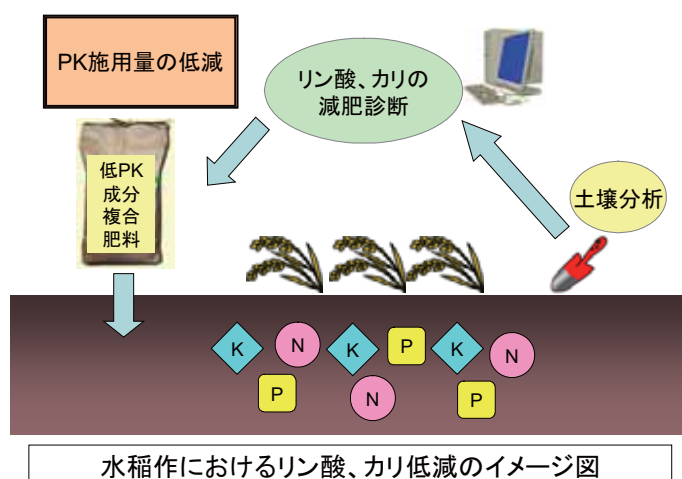 PK施用量の低減
リン酸、カリの
減肥診断
低PK
成分
複合
肥料
土壌分析
K
N
K
P
K
N
P
N
P
水稲作におけるリン酸、カリ低減のイメージ図